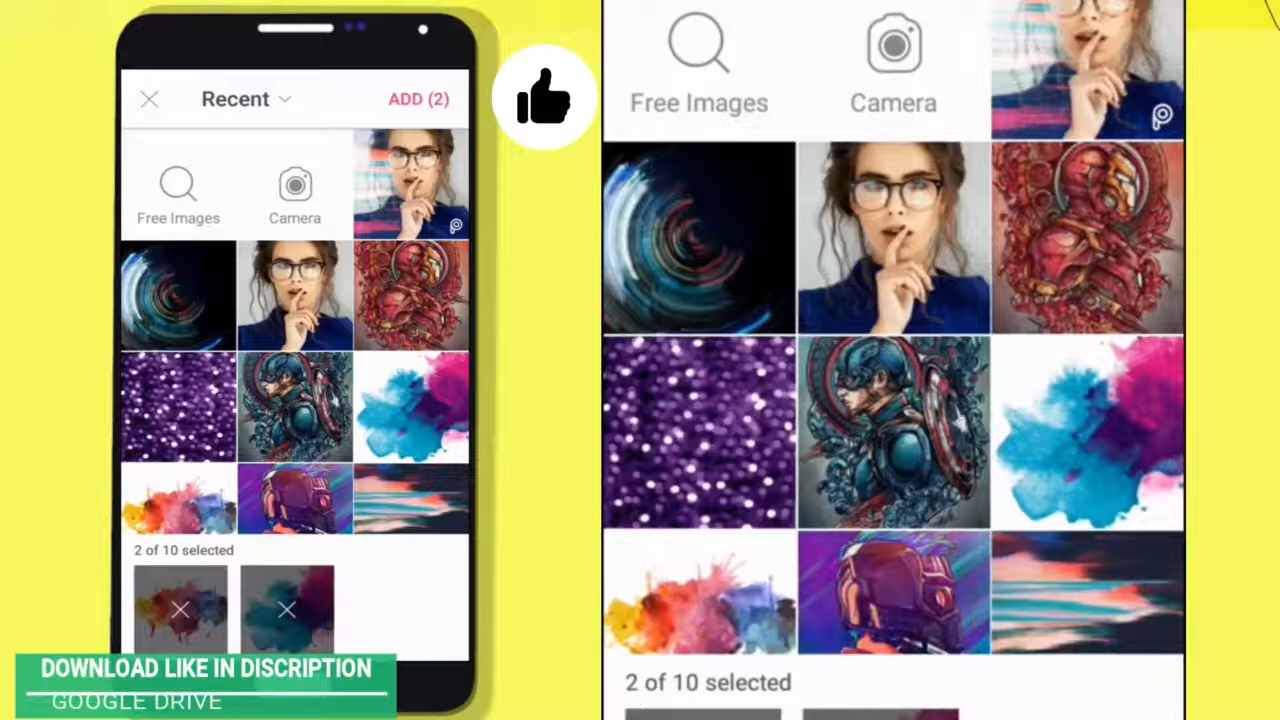 Recent
ADD (2)
Free Images
Camera
2 of 10 selected
DOWNLOAD LIKE IN DISCRIPTION
GOOGLE DRIVE
Free Images
Camera
2 of 10 selected